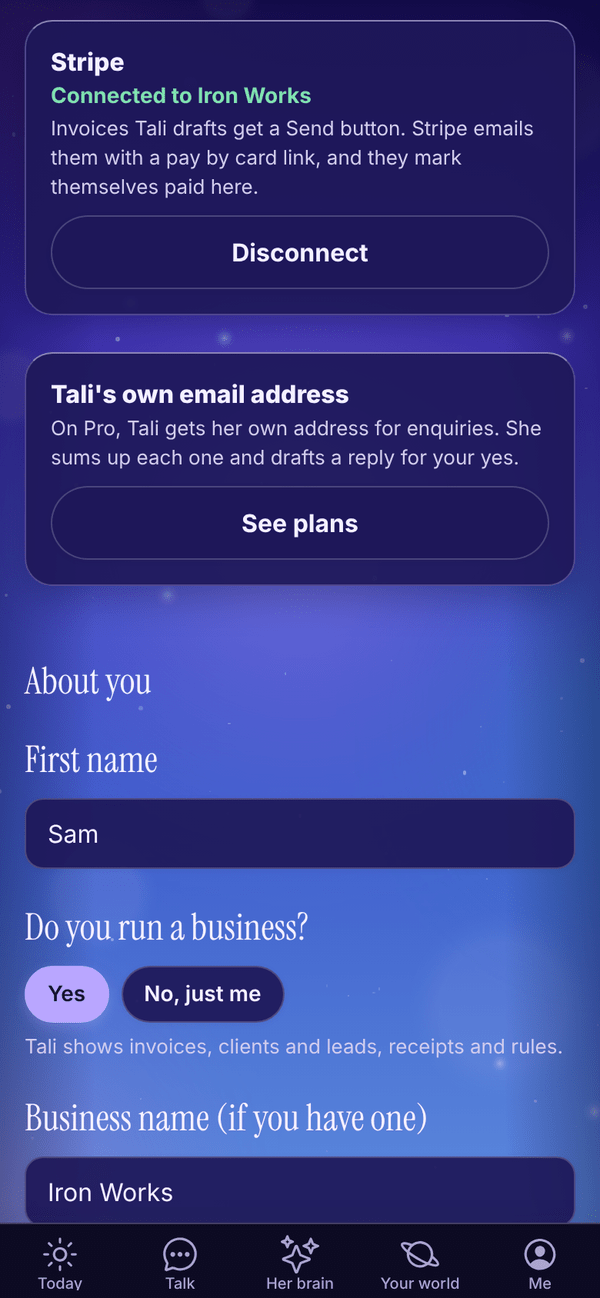 Stripe
Connected to Iron Works
Invoices Tali drafts get a Send button. Stripe emails
them with a pay by card link, and they mark
themselves paid here.
Disconnect
Tali's own email address
On Pro, Tali gets her own address for enquiries. She
sums up each one and drafts a reply for your yes.
See plans
About you
First name
Sam
Do you run a business?
Yes
No, just me
Tali shows invoices, clients and leads, receipts and rules.
Business name (if you have one)
Iron Works
Today
Talk
Her brain
Your world
Me